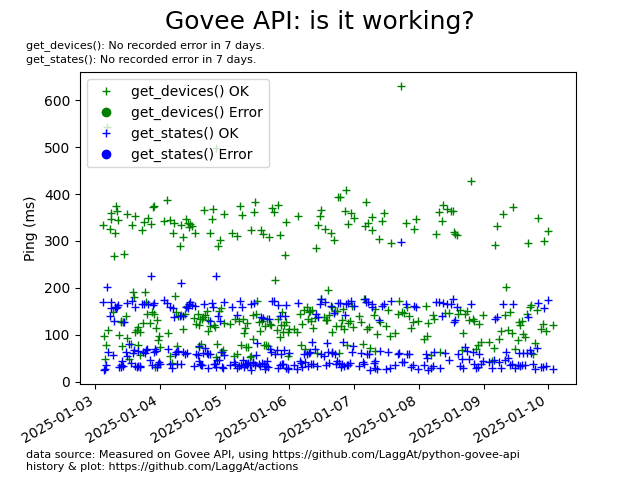 Govee API: is it working?
get_devices(): No recorded error in 7 days.
get_states(): No recorded error in 7 days.
get_devices() OK
get_devices() Error
get_states() OK
get_states() Error
Ping (ms)
600
500
400
300
200
100
0
2025-01-03
2025-01-04
2025-01-05
2025-01-06
2025-01-07
2025-01-08
2025-01-09
2025-01-10
data source: Measured on Govee API, using https://github.com/LaggAt/python-govee-api
history & plot: https://github.com/LaggAt/actions